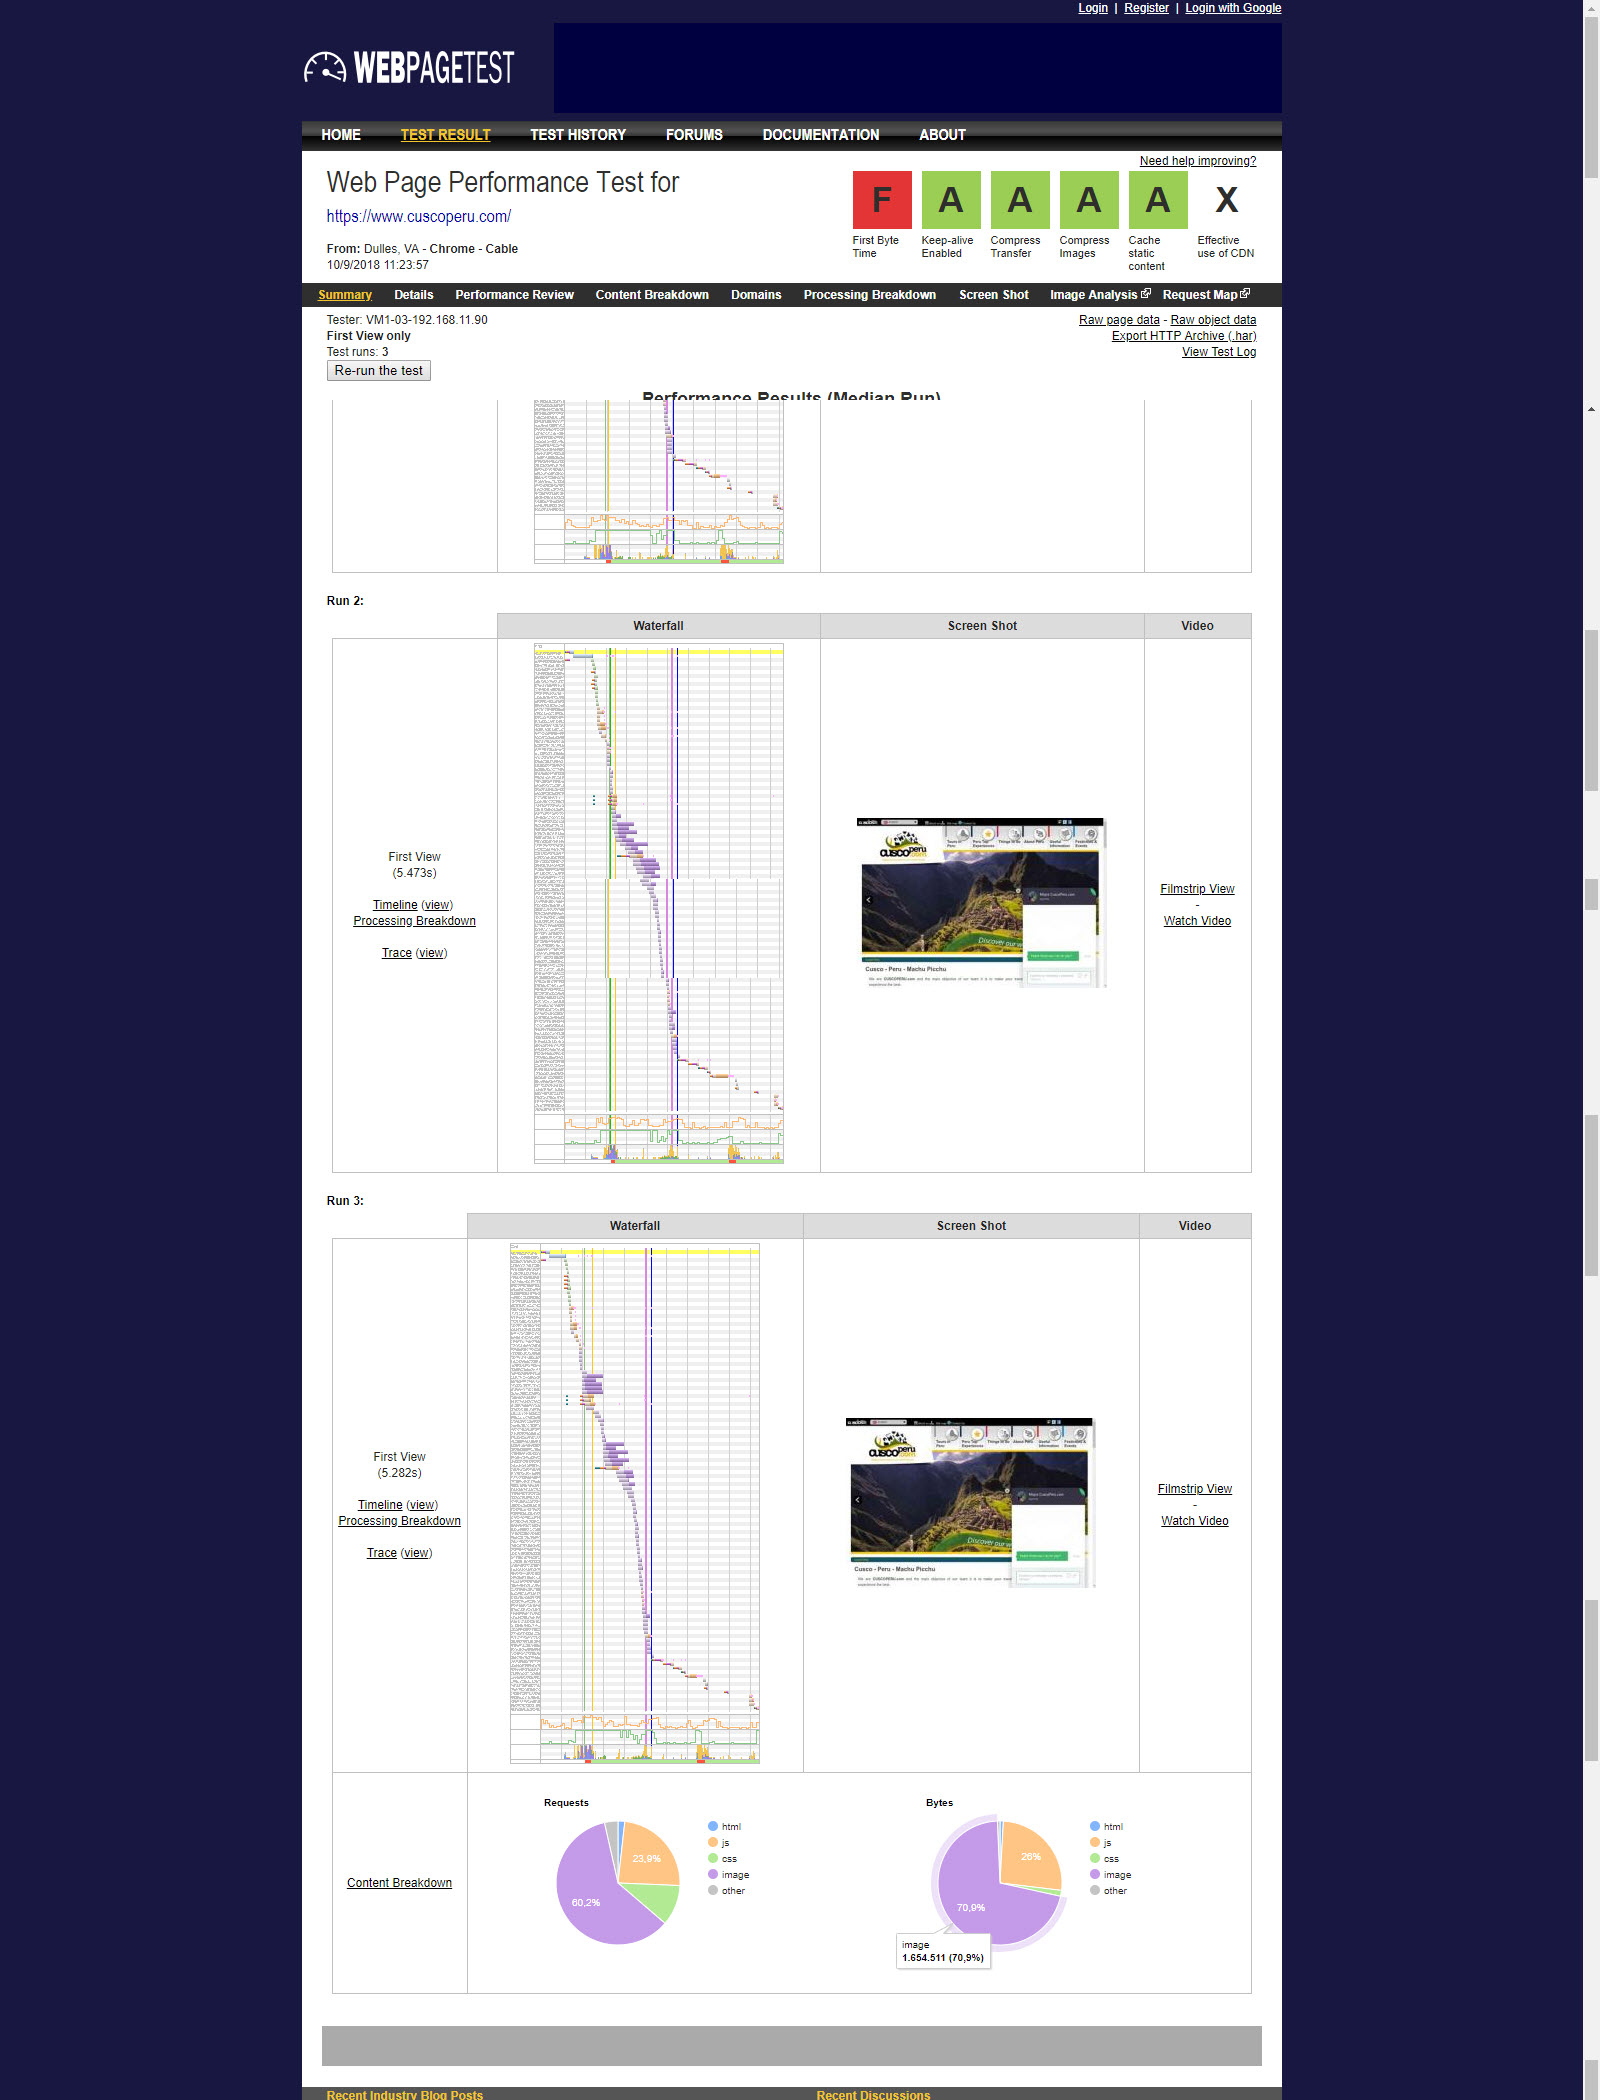 Login | Register | Login with Google
WEBPAGETEST
HOME TEST RESULT TEST HISTORY FORUMS DOCUMENTATION ABOUT
Need help improving?
Web Page Performance Test for
https://www.cuscoperu.com/
From: Dulles, VA - Chrome - Cable
10/9/2018 11:23:57
F A A A A X
First Byte Time
Keep-alive Enabled
Compress Transfer
Compress Images
Cache static content
Effective use of CDN
Summary Details Performance Review Content Breakdown Domains Processing Breakdown Screen Shot Image Analysis Request Map
Tester: VM1-03-192.168.11.90
First View only
Test runs: 3
Re-run the test
Raw page data - Raw object data
Export HTTP Archive (.har)
View Test Log
Performance Results (Median Run)
Run 2:
Waterfall Screen Shot Video
First View
(5.473s)
Timeline (view)
Processing Breakdown
Trace (view)
CUSCOperu
Discover our w
Cusco - Peru - Machu Picchu
Filmstrip View
-
Watch Video
Run 3:
Waterfall Screen Shot Video
First View
(5.282s)
Timeline (view)
Processing Breakdown
Trace (view)
CUSCOperu
Discover our w
Cusco - Peru - Machu Picchu
Filmstrip View
-
Watch Video
Content Breakdown
Requests
23,9%
60,2%
html
js
css
image
other
Bytes
26%
70,9%
html
js
css
image
other
image
1.654.511 (70,9%)
Recent Industry Blog Posts Recent Discussions